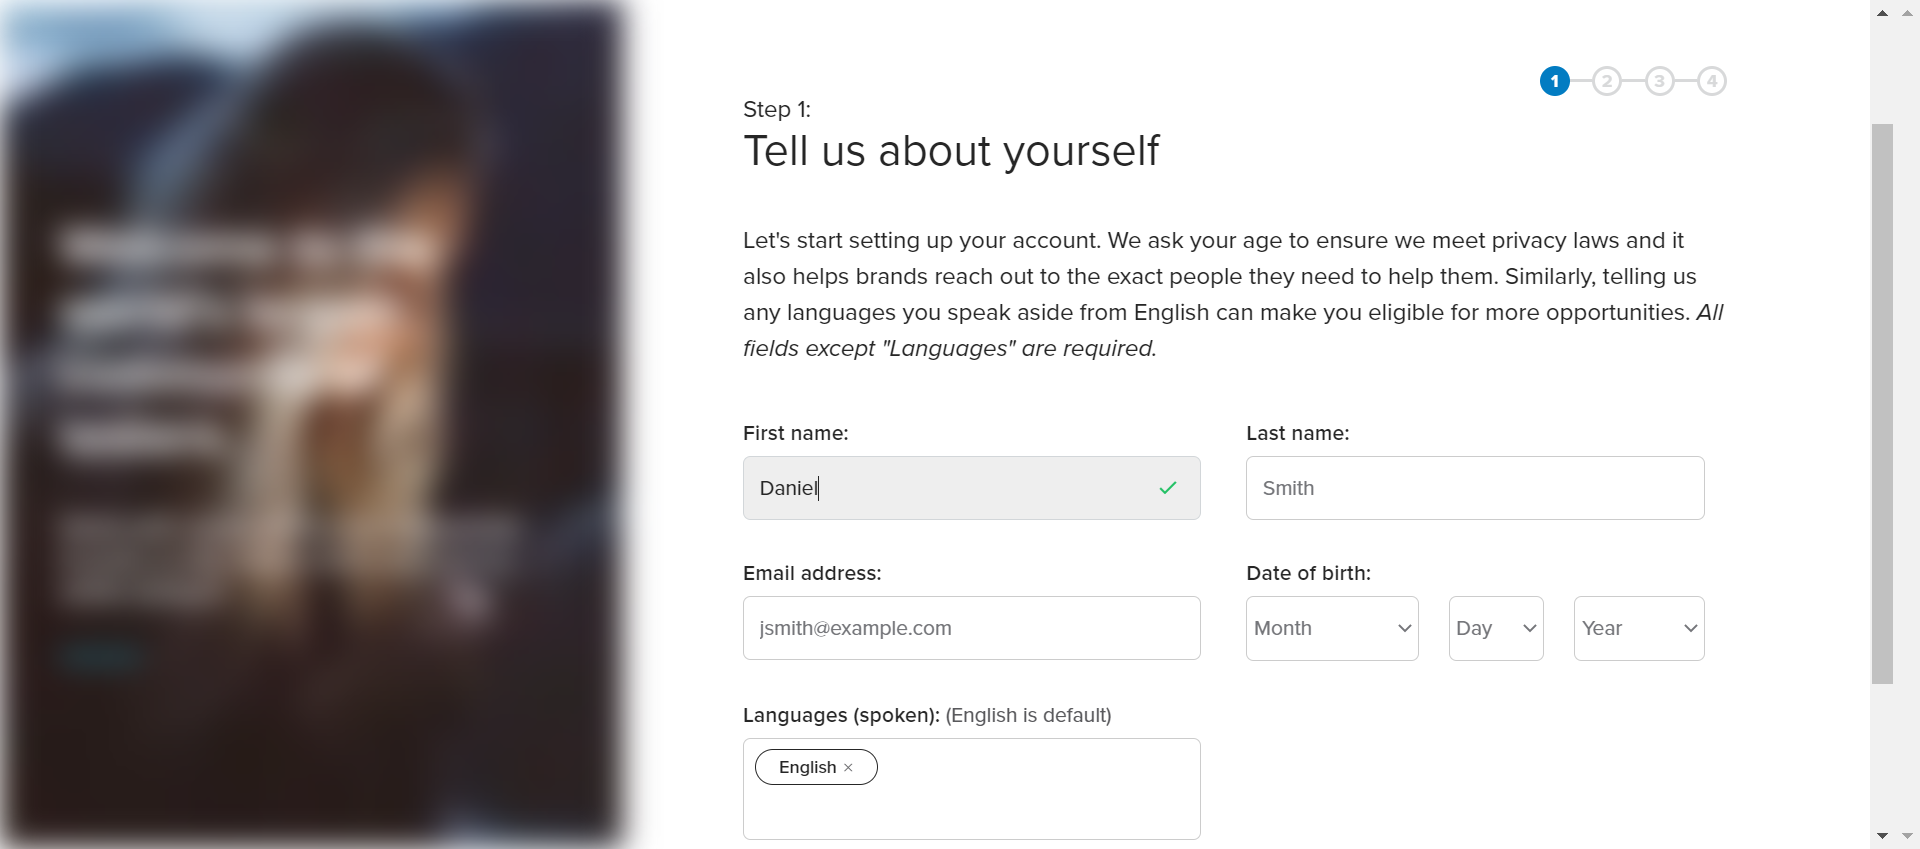 1 2 3 4
Step 1:
Tell us about yourself
Let's start setting up your account. We ask your age to ensure we meet privacy laws and it
also helps brands reach out to the exact people they need to help them. Similarly, telling us
any languages you speak aside from English can make you eligible for more opportunities. All
fields except "Languages" are required.
First name:
Daniel
Last name:
Smith
Email address:
jsmith@example.com
Date of birth:
Month Day Year
Languages (spoken): (English is default)
English ×